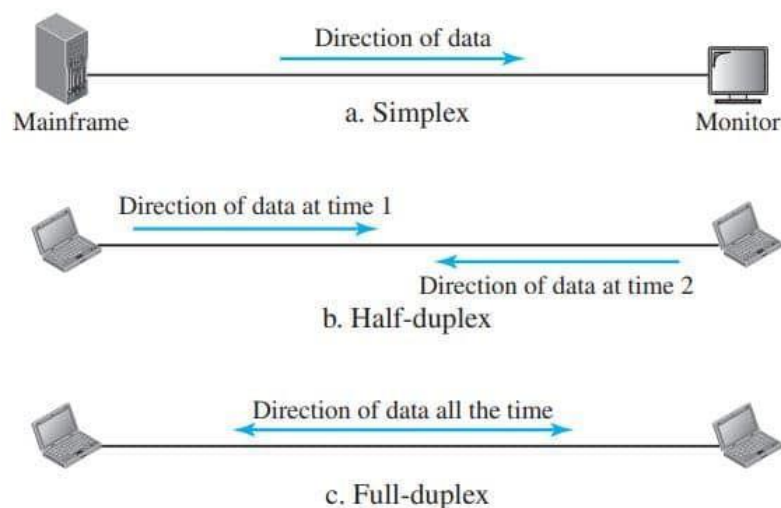 Direction of data
Mainframe
a. Simplex
Monitor
Direction of data at time 1
Direction of data at time 2
b. Half-duplex
Direction of data all the time
c. Full-duplex